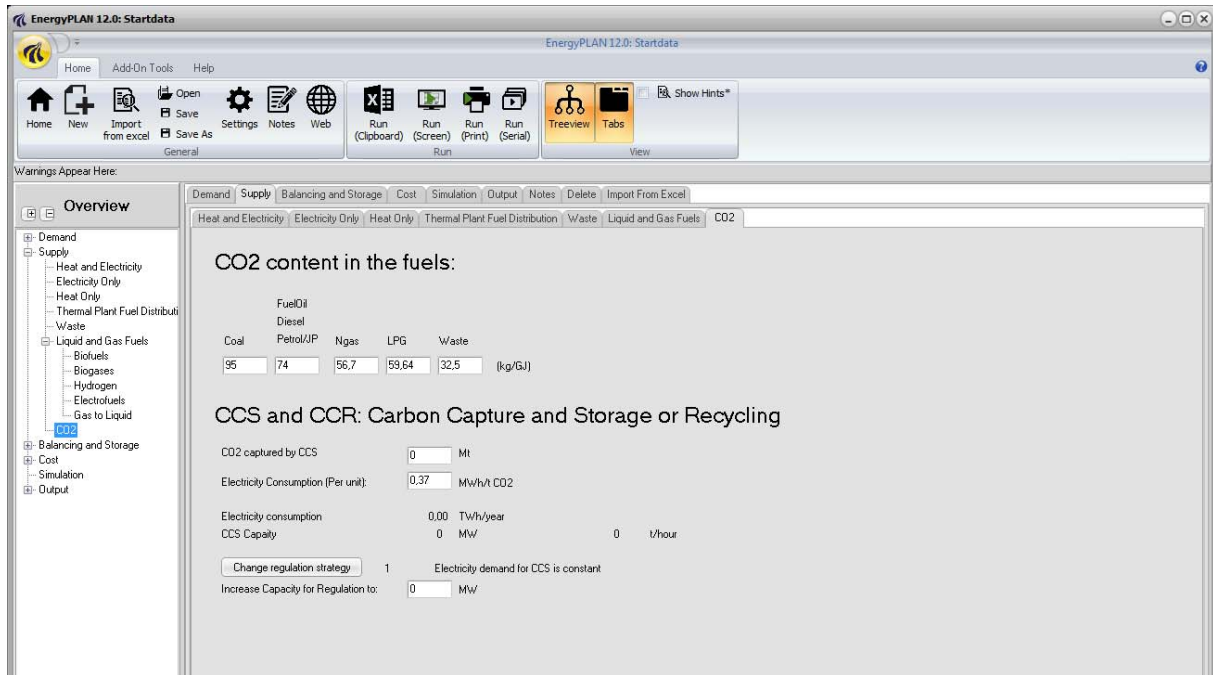 EnergyPLAN 12.0: Startdata
EnergyPLAN 12.0: Startdata
Home Add-On Tools Help
Home
New
Import from excel
Open
Save
Save As
General
Settings
Notes
Web
Run (Clipboard)
Run (Screen)
Run (Print)
Run (Serial)
Run
Treeview
Tabs
Show Hints*
View
Warnings Appear Here:
Overview
Demand
Supply
Heat and Electricity
Electricity Only
Heat Only
Thermal Plant Fuel Distributi
Waste
Liquid and Gas Fuels
Biofuels
Biogases
Hydrogen
Electrofuels
Gas to Liquid
CO2
Balancing and Storage
Cost
Simulation
Output
Demand Supply Balancing and Storage Cost Simulation Output Notes Delete Import From Excel
Heat and Electricity Electricity Only Heat Only Thermal Plant Fuel Distribution Waste Liquid and Gas Fuels CO2
CO2 content in the fuels:
FuelOil
Diesel
Coal Petrol/JP Ngas LPG Waste
95 74 56,7 59,64 32,5 (kg/GJ)
CCS and CCR: Carbon Capture and Storage or Recycling
CO2 captured by CCS 0 Mt
Electricity Consumption (Per unit): 0,37 MWh/t CO2
Electricity consumption 0,00 TWh/year
CCS Capaity 0 MW 0 t/hour
Change regulation strategy 1 Electricity demand for CCS is constant
Increase Capacity for Regulation to: 0 MW